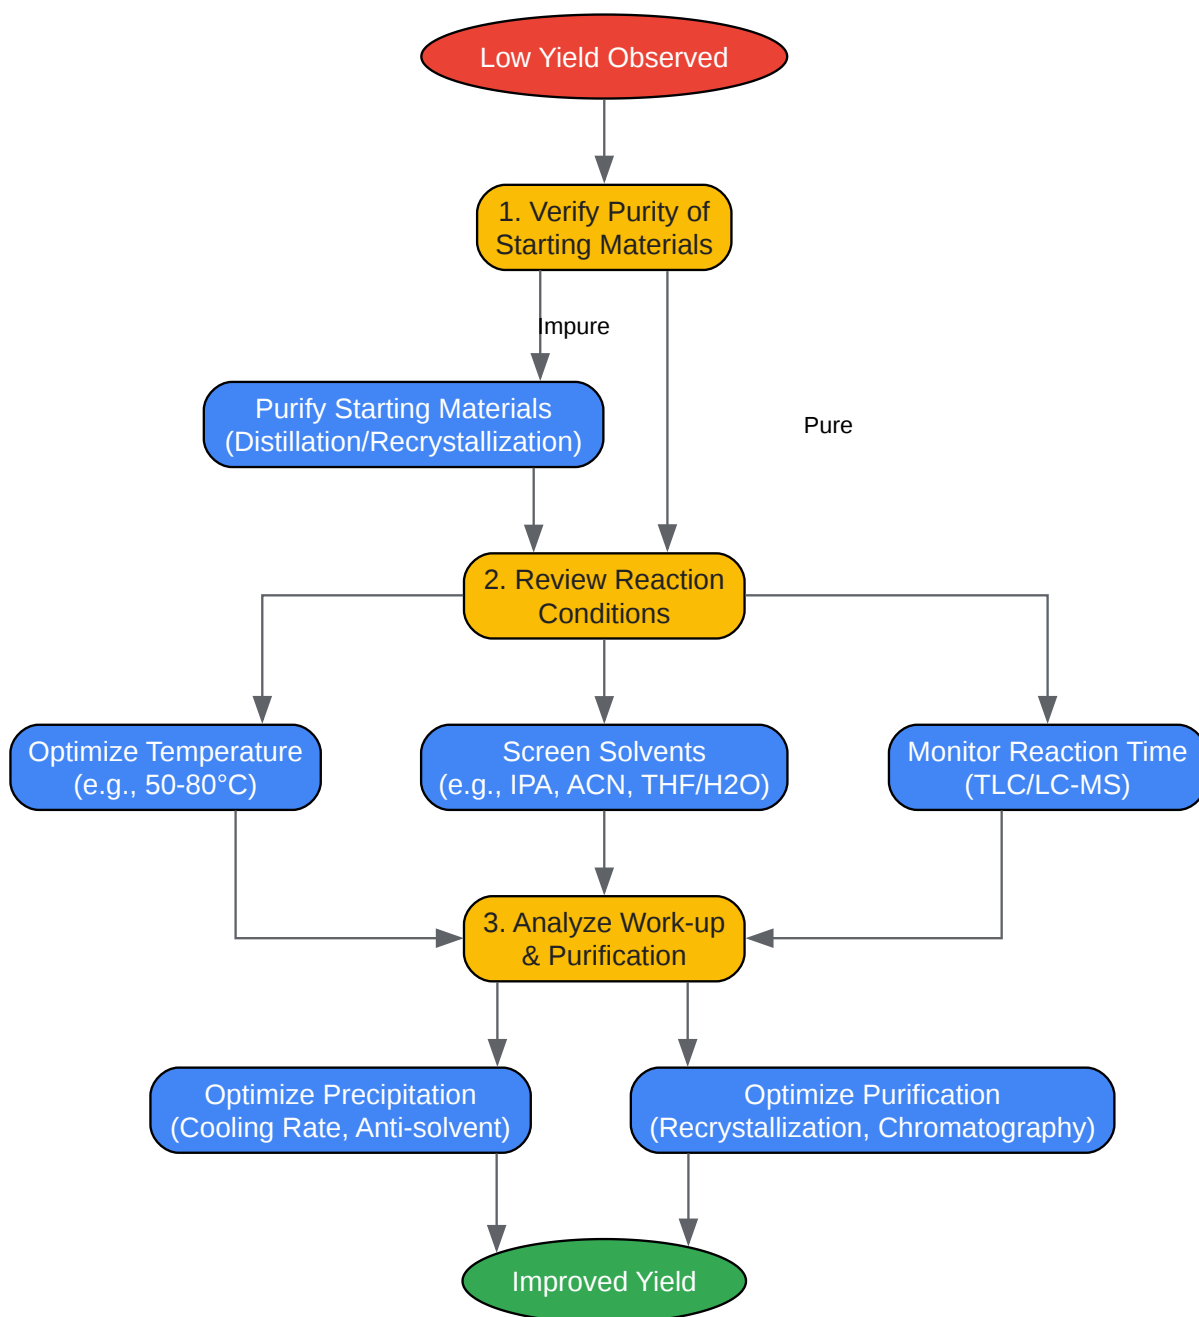 Low Yield Observed
1. Verify Purity of
Starting Materials
Impure
Purify Starting Materials
(Distillation/Recrystallization)
Pure
2. Review Reaction
Conditions
Optimize Temperature
(e.g., 50-80°C)
Screen Solvents
(e.g., IPA, ACN, THF/H2O)
Monitor Reaction Time
(TLC/LC-MS)
3. Analyze Work-up
& Purification
Optimize Precipitation
(Cooling Rate, Anti-solvent)
Optimize Purification
(Recrystallization, Chromatography)
Improved Yield